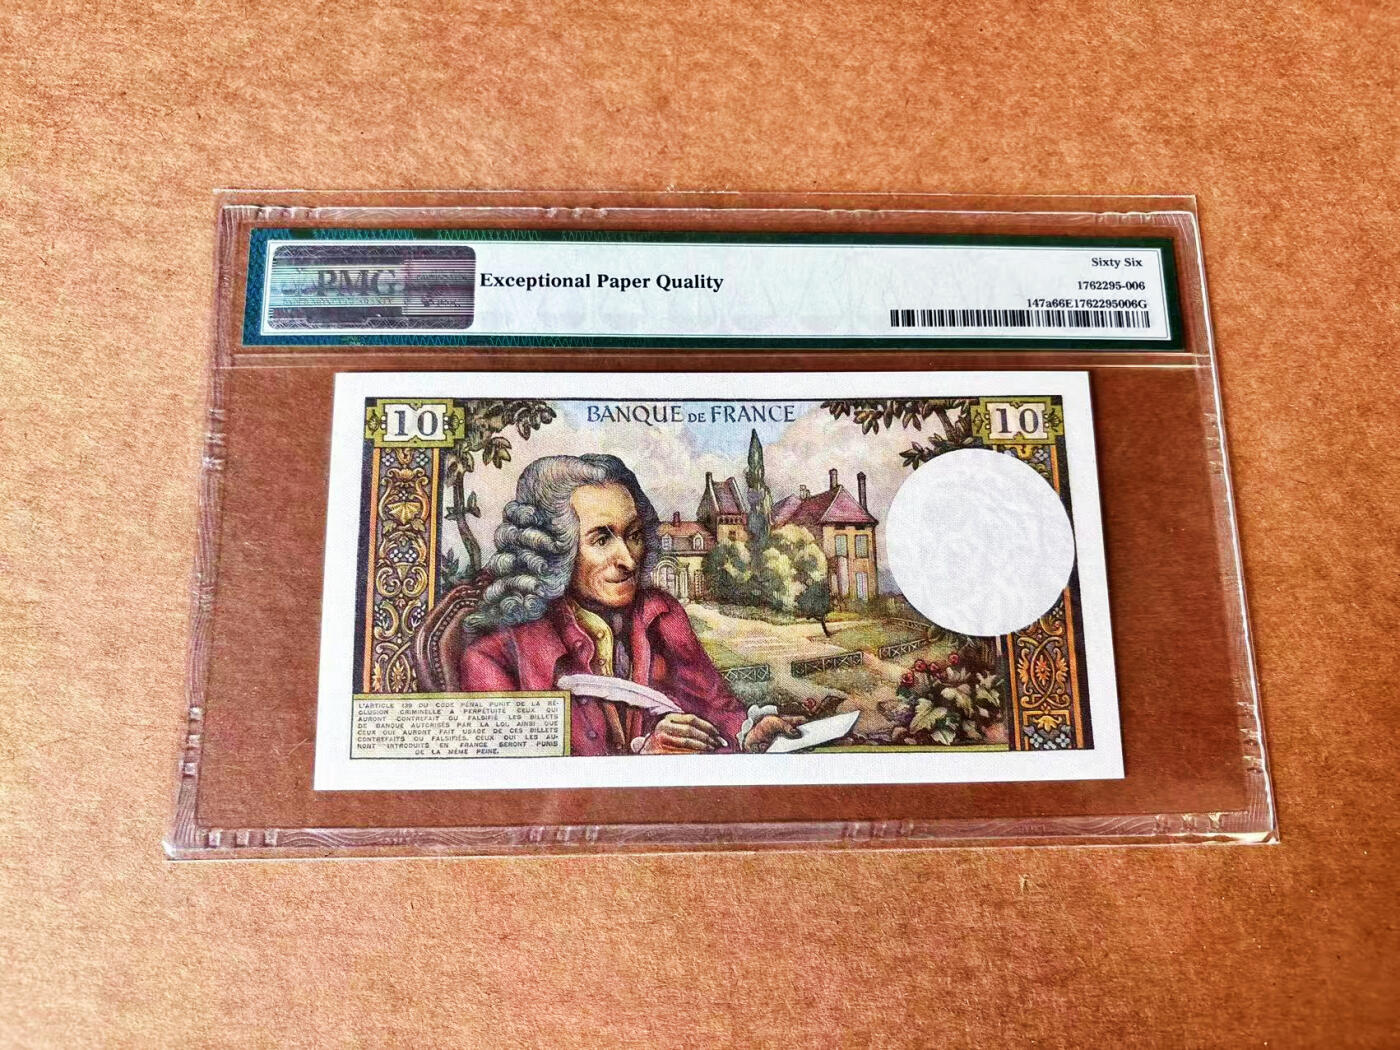 PMG
Exceptional Paper Quality
Sixty Six
1762295-006
147a66E1762295006G
10
BANQUE DE FRANCE
10
L'ARTICLE 139 DU CODE PÉNAL PUNIT DE LA RÉ-
CLUSION CRIMINELLE A PERPÉTUITÉ CEUX QUI
AURONT CONTREFAIT OU FALSIFIÉ LES BILLETS
DE BANQUE AUTORISÉS PAR LA LOI, AINSI QUE
CEUX QUI AURONT FAIT USAGE DE CES BILLETS
CONTREFAITS OU FALSIFIÉS. CEUX QUI LES AU-
RONT INTRODUITS EN FRANCE SERONT PUNIS
DE LA MÊME PEINE.